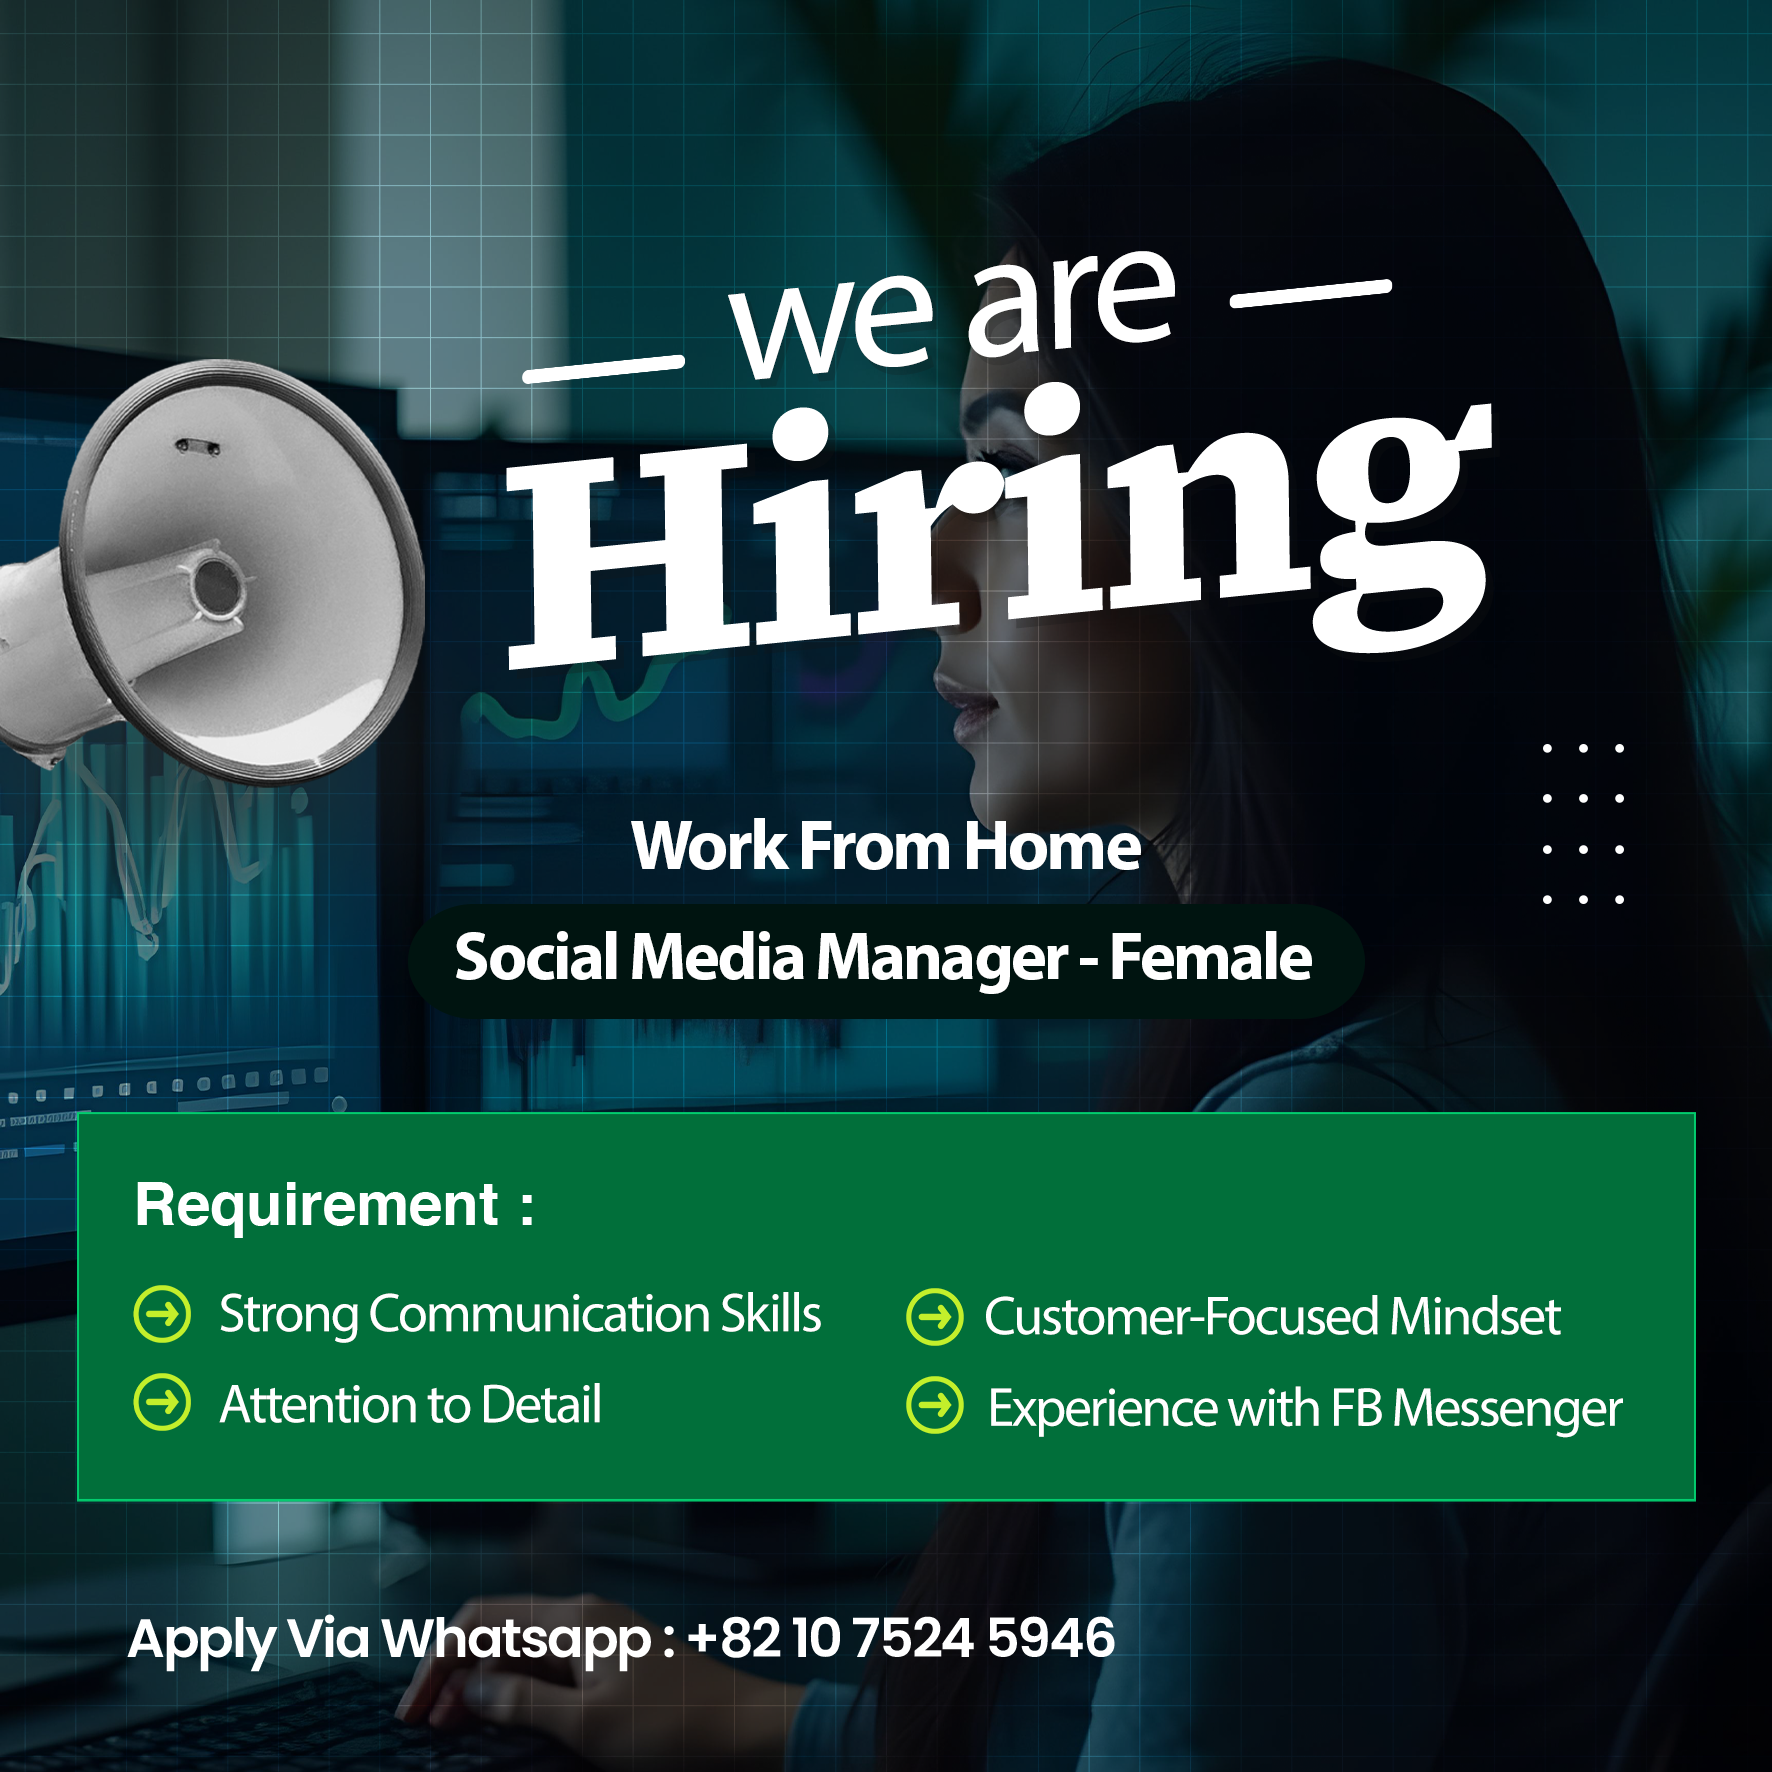 we are
Hiring
Work From Home
Social Media Manager - Female
Requirement :
Strong Communication Skills
Customer-Focused Mindset
Attention to Detail
Experience with FB Messenger
Apply Via Whatsapp : +82 10 7524 5946